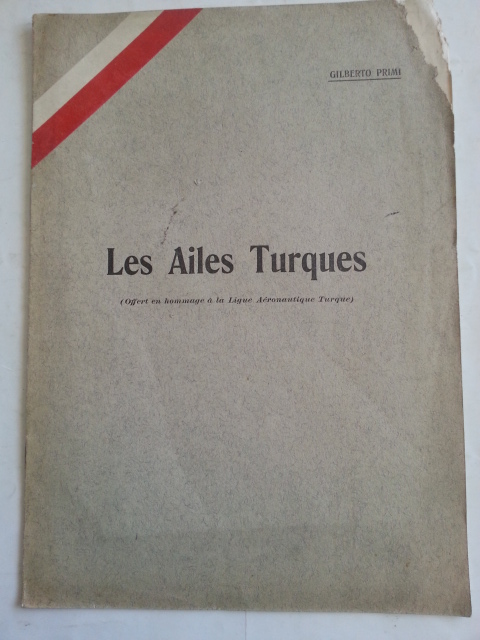 GILBERTO PRIMI
Les Ailes Turques
(Offert en hommage à la Ligue Aéronautique Turque)